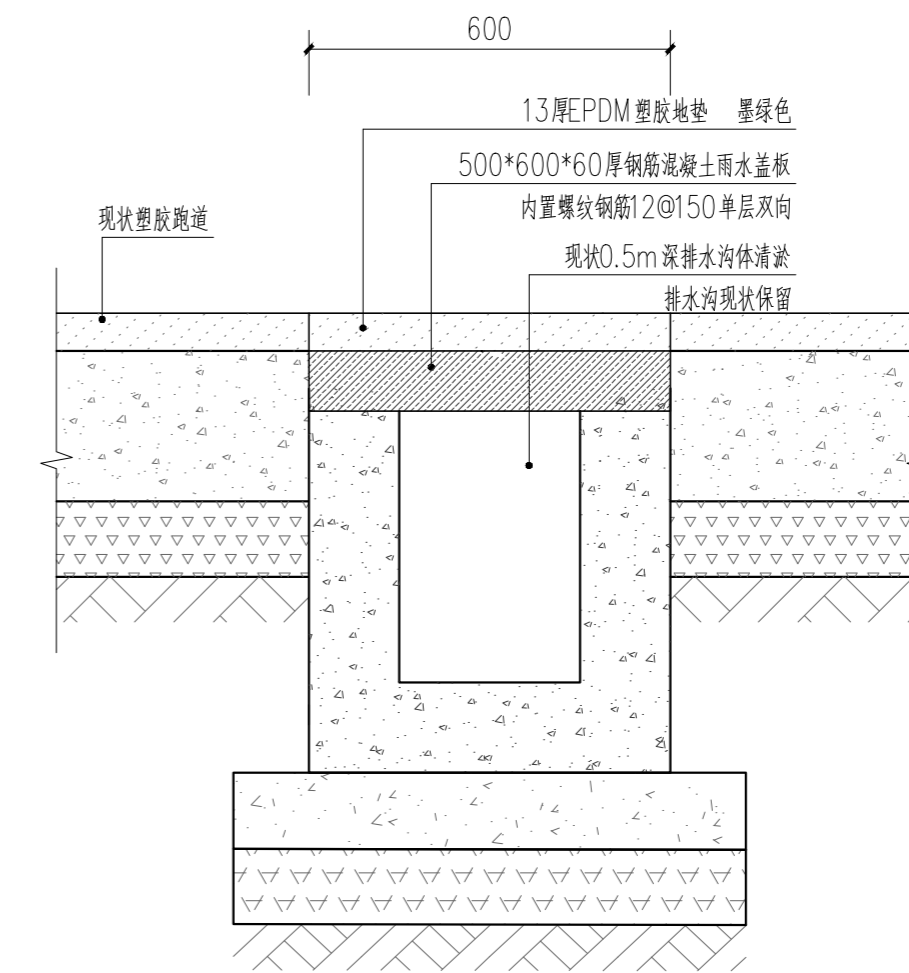 600
13厚EPDM塑胶地垫 墨绿色
500*600*60厚钢筋混凝土雨水盖板
内置螺纹钢筋12@150单层双向
现状塑胶跑道
现状0.5m深排水沟体清淤
排水沟现状保留